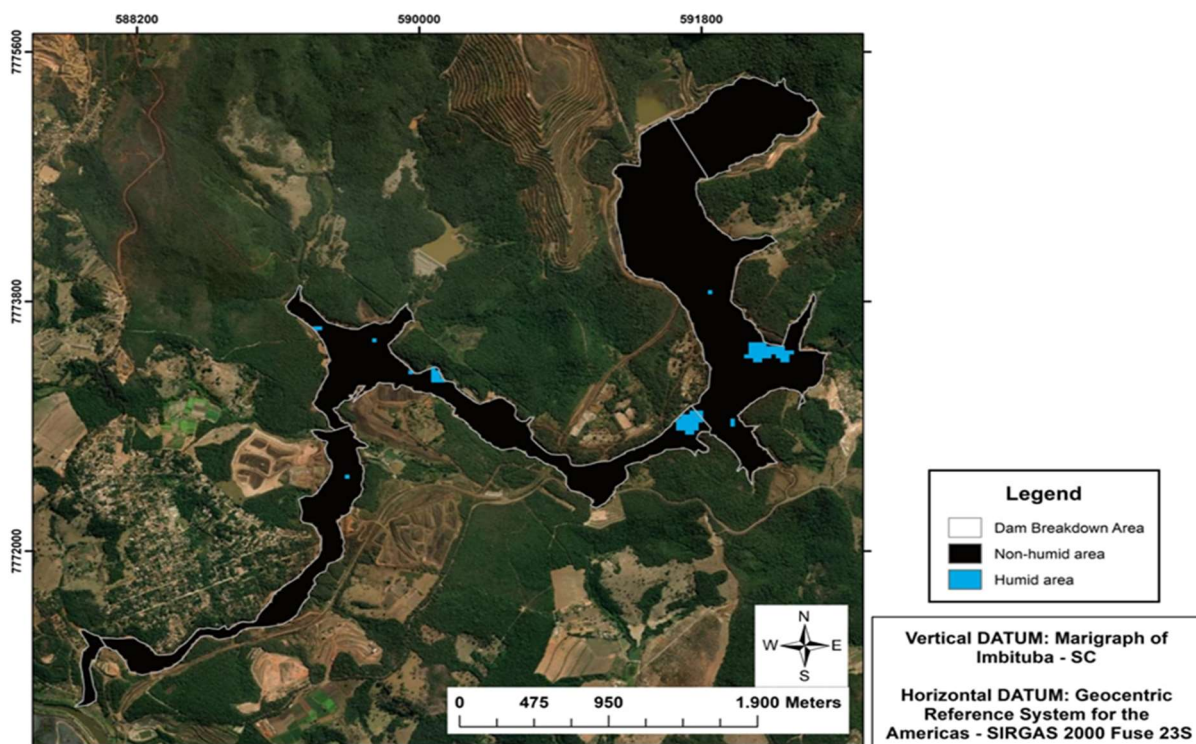 588200
590000
591800
7775600
7773800
7772000
N
W E
S
0 475 950 1.900 Meters
Legend
Dam Breakdown Area
Non-humid area
Humid area
Vertical DATUM: Marigraph of
Imbituba - SC
Horizontal DATUM: Geocentric
Reference System for the
Americas - SIRGAS 2000 Fuse 23S